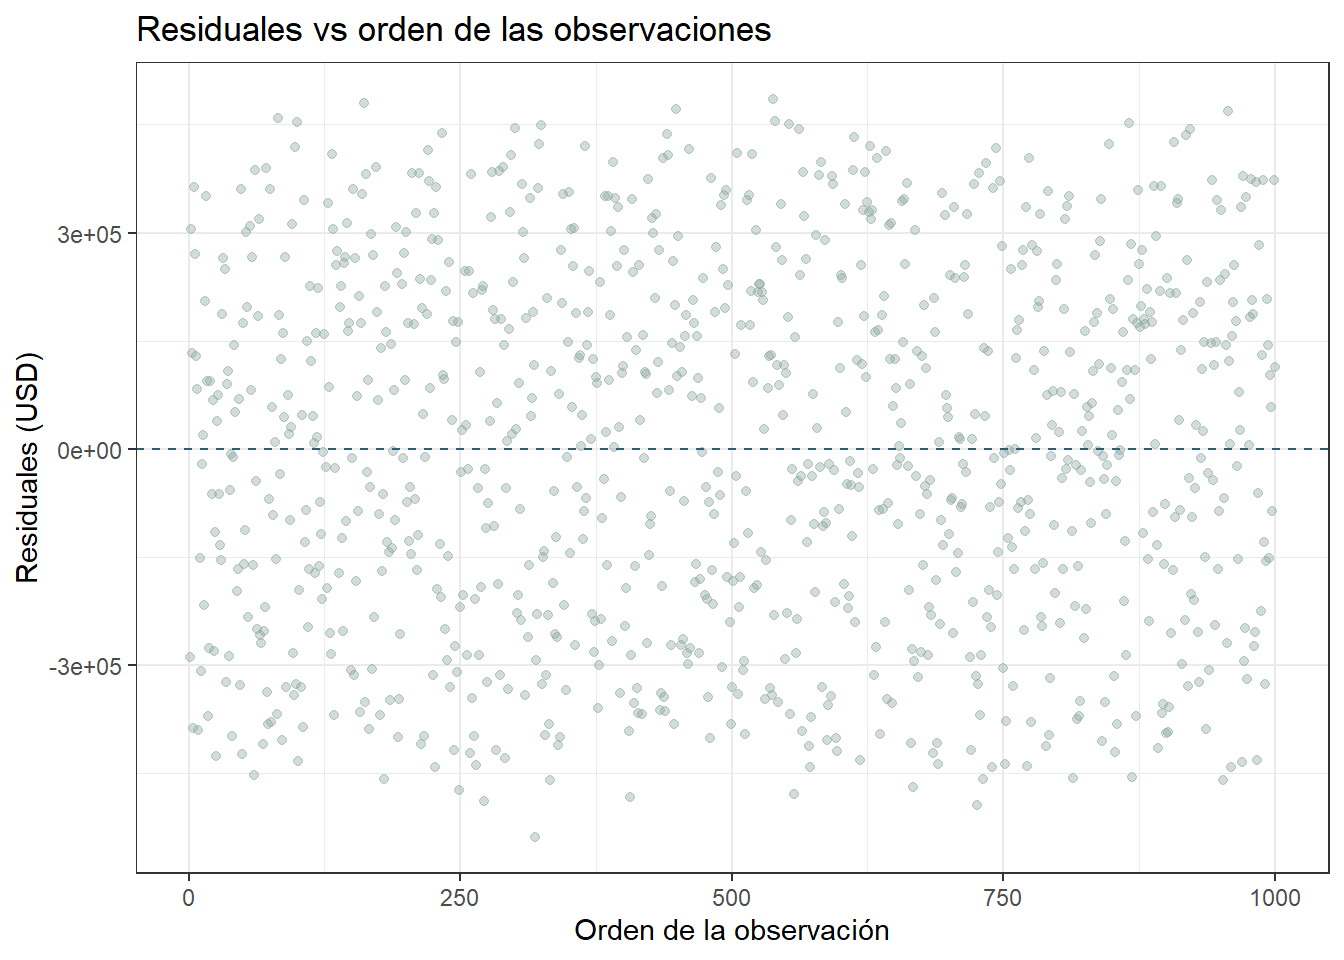 Residuales vs orden de las observaciones
Residuales (USD)
3e+05
0e+00
-3e+05
0 250 500 750 1000
Orden de la observación